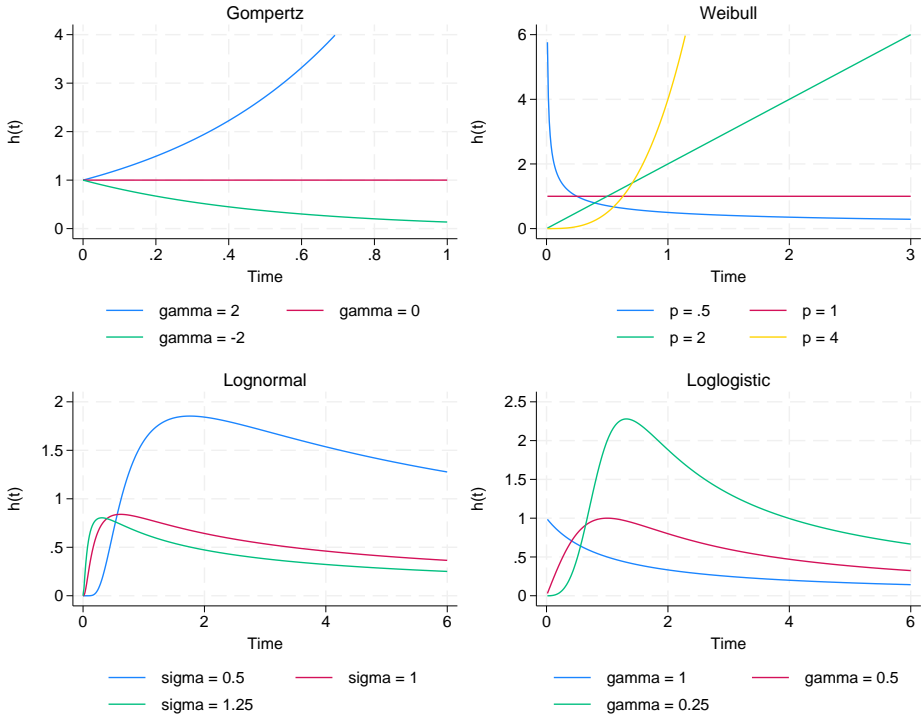 Gompertz
4
3
2
1
0
h(t)
0 .2 .4 .6 .8 1
Time
gamma = 2 gamma = 0
gamma = -2
Weibull
6
4
2
0
h(t)
0 1 2 3
Time
p = .5 p = 1
p = 2 p = 4
Lognormal
2
1.5
1
.5
0
h(t)
0 2 4 6
Time
sigma = 0.5 sigma = 1
sigma = 1.25
Loglogistic
2.5
2
1.5
1
.5
0
h(t)
0 2 4 6
Time
gamma = 1 gamma = 0.5
gamma = 0.25